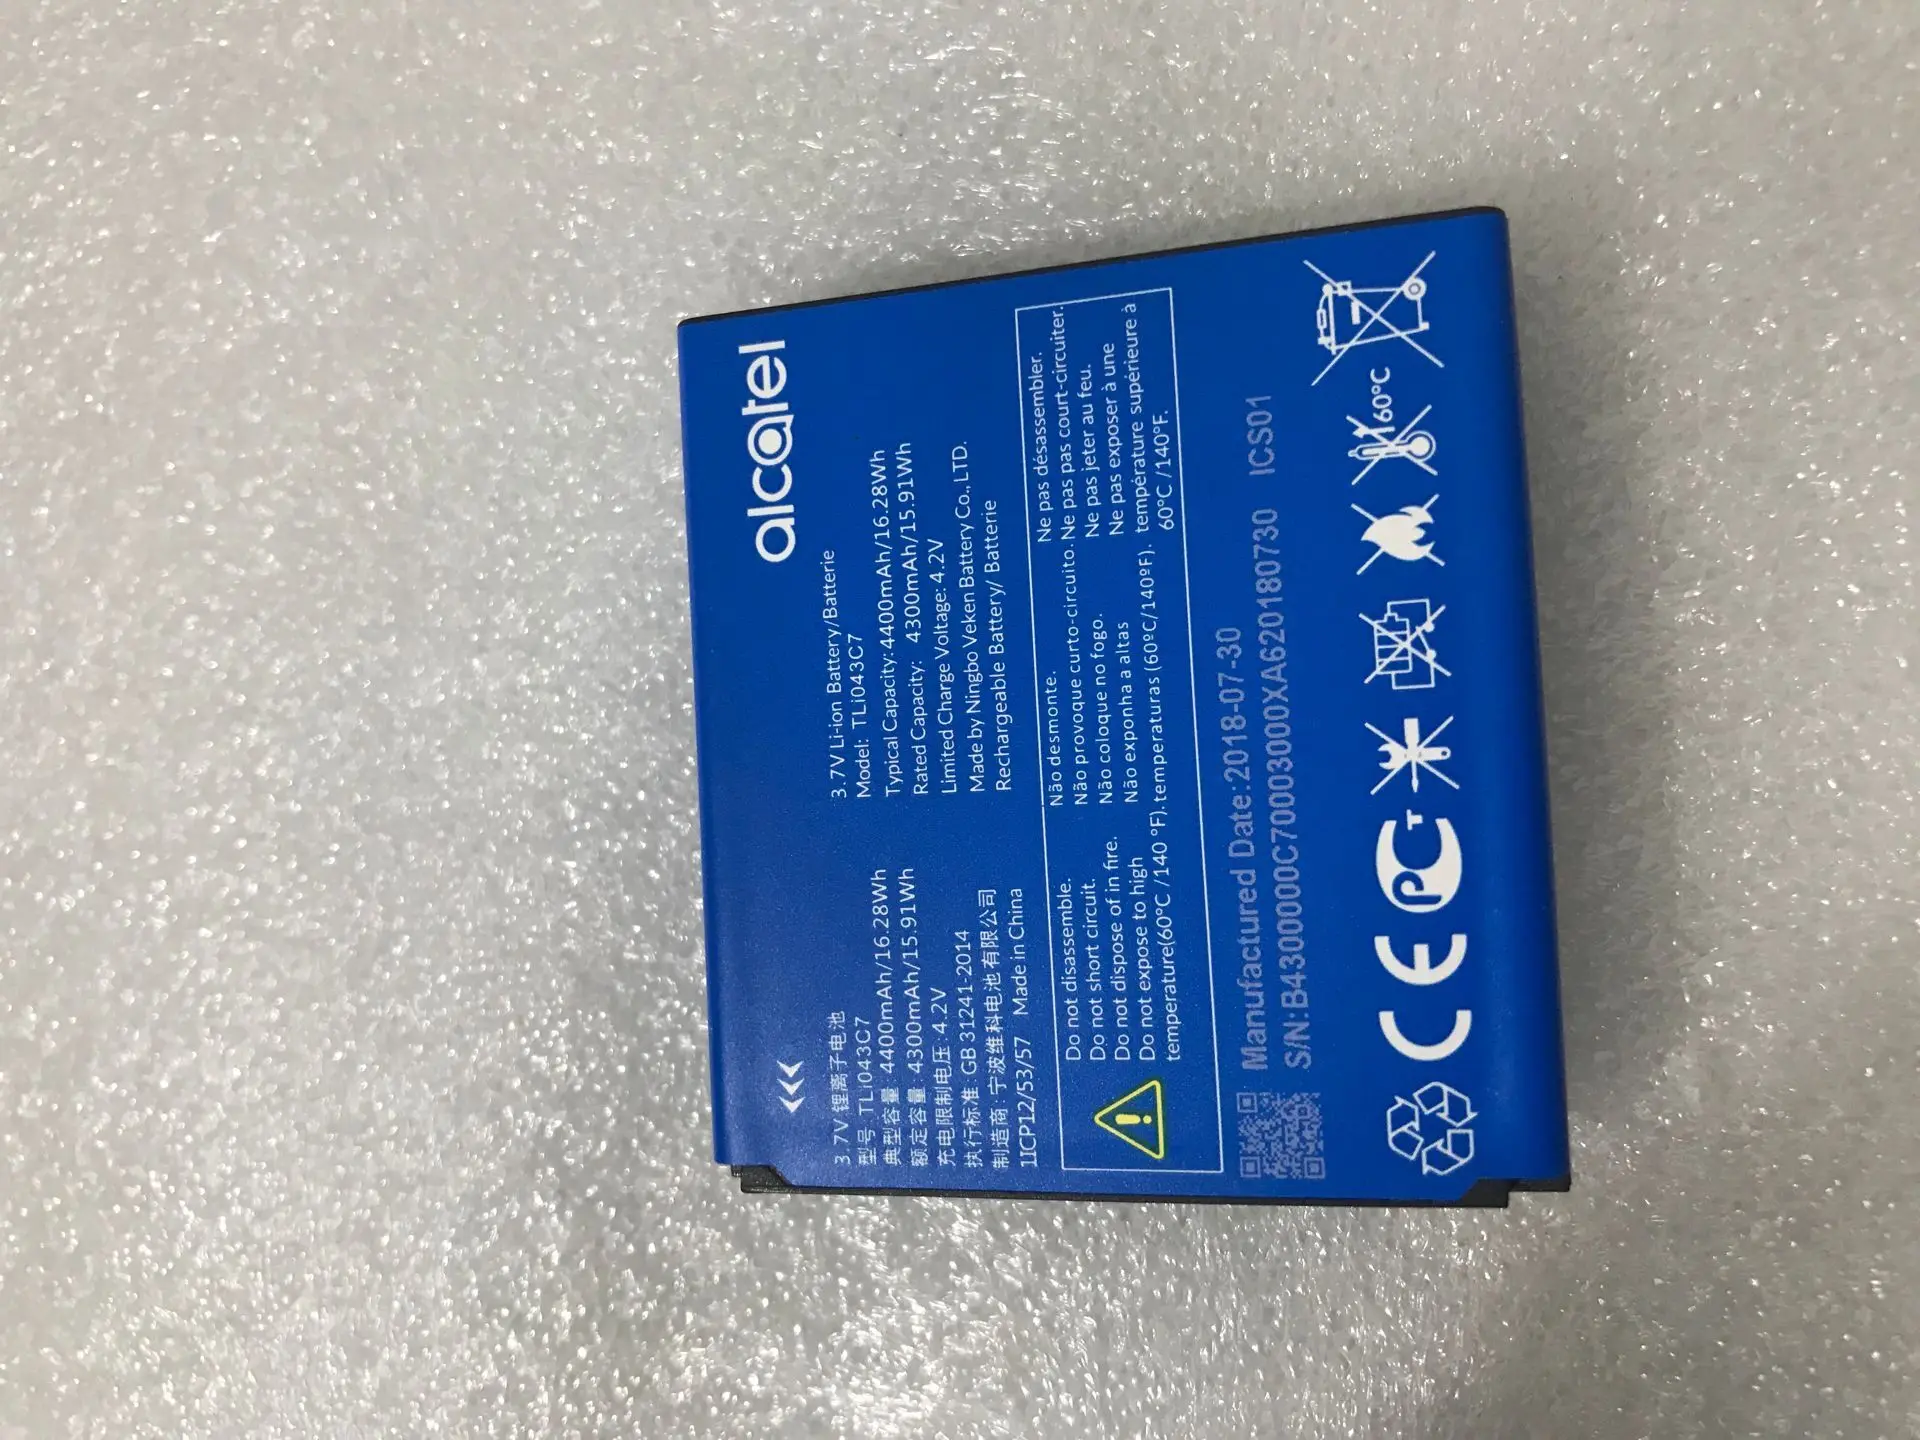 alcatel
3.7V 锂离子电池
型号: TLi043C7
典型容量: 4400mAh/16.28Wh
额定容量: 4300mAh/15.91Wh
充电限制电压:4.2V
执行标准:GB 31241-2014
制造商: 宁波维科电池有限公司
1ICP12/53/57 Made in China
3.7V Li-ion Battery/Batterie
Model: TLi043C7
Typical Capacity:4400mAh/16.28Wh
Rated Capacity: 4300mAh/15.91Wh
Limited Charge Voltage: 4.2V
Made by Ningbo Veken Battery Co.,LTD.
Rechargeable Battery/ Batterie
Do not disassemble.
Do not short circuit.
Do not dispose of in fire.
Do not expose to high
temperature(60°C /140 °F).
Não desmonte.
Não provoque curto-circuito.
Não coloque no fogo.
Não exponha a altas
temperaturas (60ºC/140ºF).
Ne pas désassembler.
Ne pas pas court-circuiter.
Ne pas jeter au feu.
Ne pas exposer à une
température supérieure à
60°C /140°F.
Manufactured Date:2018-07-30
S/N:B4300000C70003000XA620180730 ICS01
CE PCT 60°C